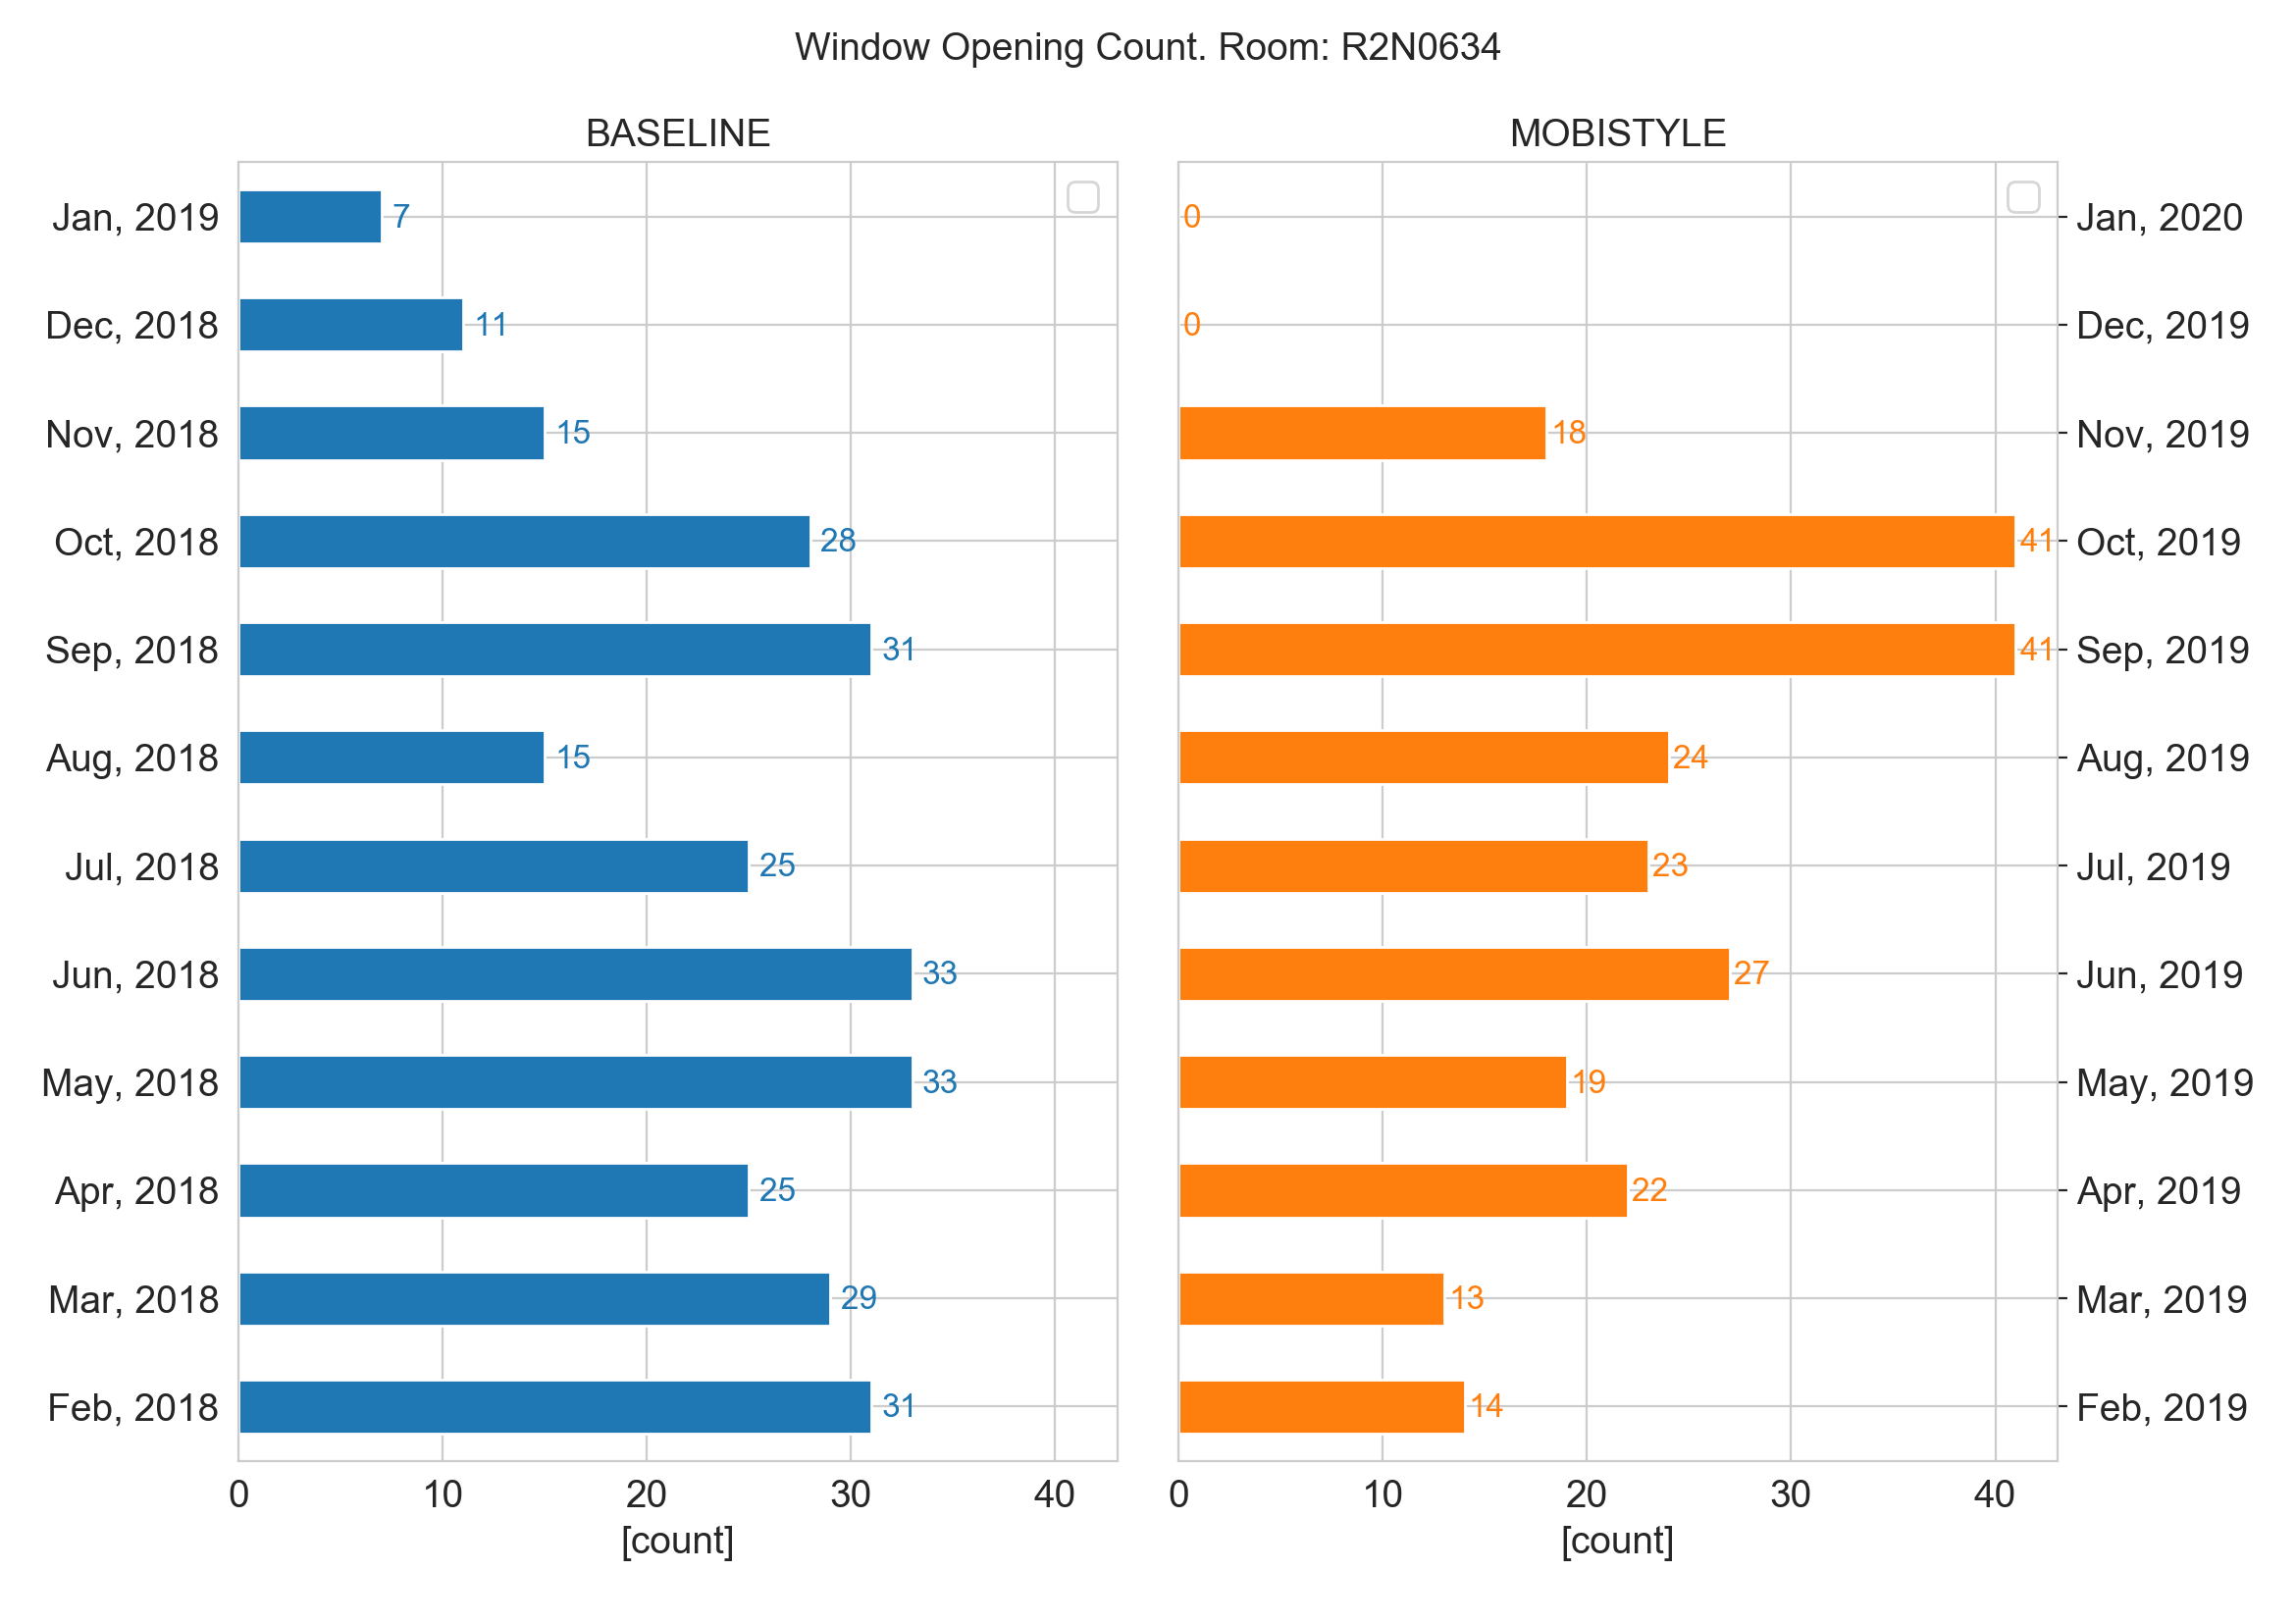 Window Opening Count. Room: R2N0634
BASELINE
Jan, 2019 7
Dec, 2018 11
Nov, 2018 15
Oct, 2018 28
Sep, 2018 31
Aug, 2018 15
Jul, 2018 25
Jun, 2018 33
May, 2018 33
Apr, 2018 25
Mar, 2018 29
Feb, 2018 31
0 10 20 30 40
[count]
MOBISTYLE
0 Jan, 2020
0 Dec, 2019
18 Nov, 2019
41 Oct, 2019
41 Sep, 2019
24 Aug, 2019
23 Jul, 2019
27 Jun, 2019
19 May, 2019
22 Apr, 2019
13 Mar, 2019
14 Feb, 2019
0 10 20 30 40
[count]